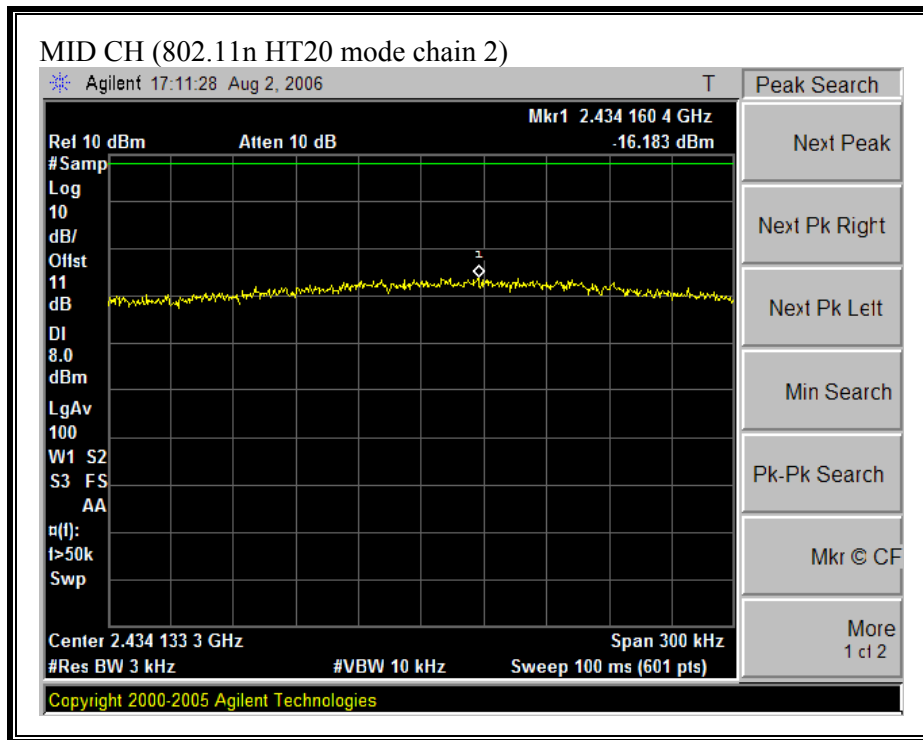 MID CH (802.11n HT20 mode chain 2)
Agilent 17:11:28 Aug 2, 2006 T
Peak Search
Mkr1 2.434 160 4 GHz
Ref 10 dBm Atten 10 dB -16.183 dBm
#Samp
Log
10
dB/
Offst
11
dB
DI
8.0
dBm
LgAv
100
W1 S2
S3 FS
AA
¤(f):
f>50k
Swp
1
Center 2.434 133 3 GHz Span 300 kHz
#Res BW 3 kHz #VBW 10 kHz Sweep 100 ms (601 pts)
Copyright 2000-2005 Agilent Technologies
Next Peak
Next Pk Right
Next Pk Left
Min Search
Pk-Pk Search
Mkr © CF
More
1 of 2